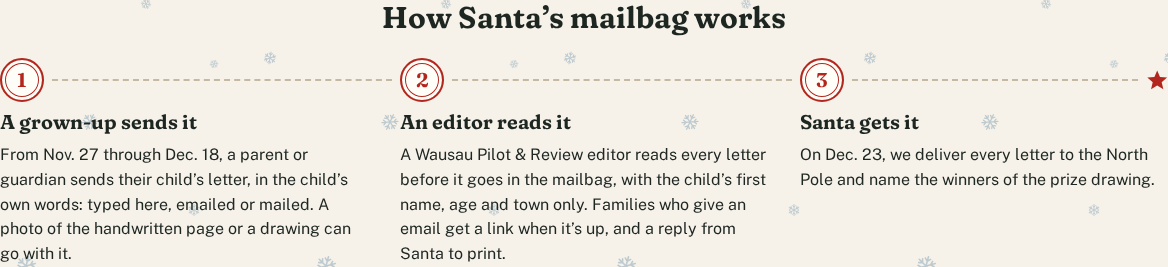 How Santa’s mailbag works
1
2
3
A grown-up sends it
From Nov. 27 through Dec. 18, a parent or
guardian sends their child’s letter, in the child’s
own words: typed here, emailed or mailed. A
photo of the handwritten page or a drawing can
go with it.
An editor reads it
A Wausau Pilot & Review editor reads every letter
before it goes in the mailbag, with the child’s first
name, age and town only. Families who give an
email get a link when it’s up, and a reply from
Santa to print.
Santa gets it
On Dec. 23, we deliver every letter to the North
Pole and name the winners of the prize drawing.